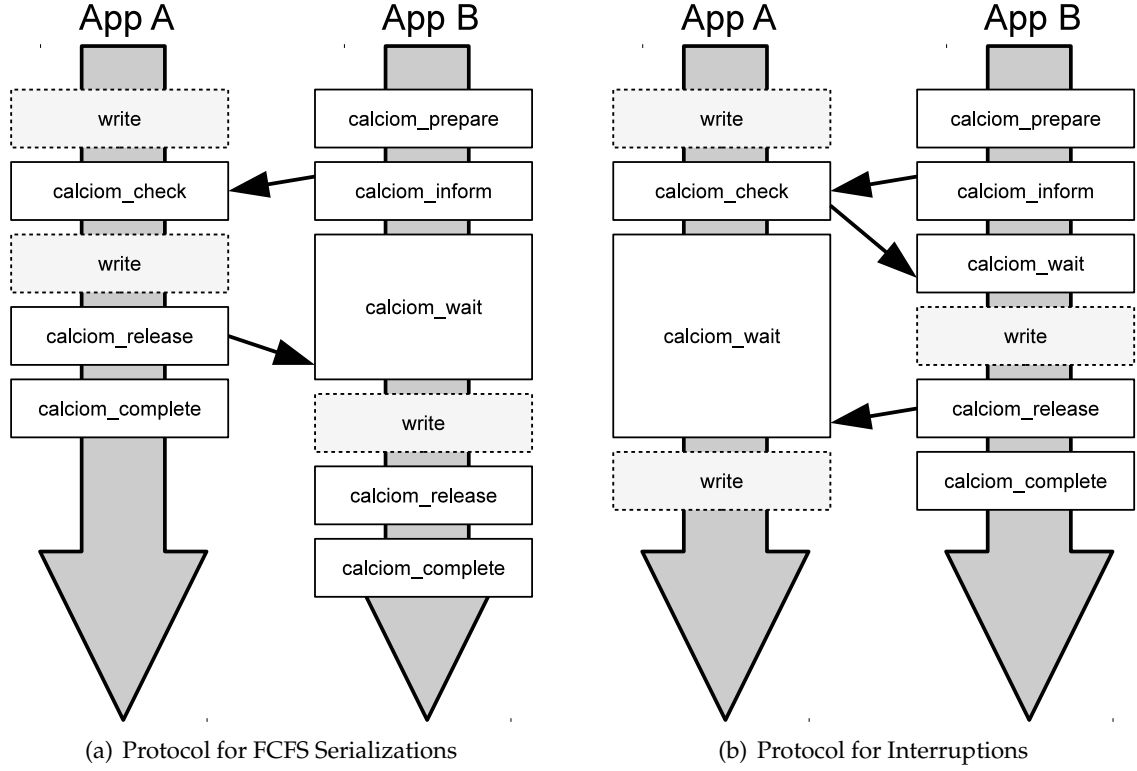 App A
App B
write
calciom_prepare
calciom_check
calciom_inform
write
calciom_wait
calciom_release
calciom_complete
write
calciom_release
calciom_complete
(a) Protocol for FCFS Serializations
App A
App B
write
calciom_prepare
calciom_check
calciom_inform
calciom_wait
calciom_wait
write
calciom_release
write
calciom_complete
(b) Protocol for Interruptions